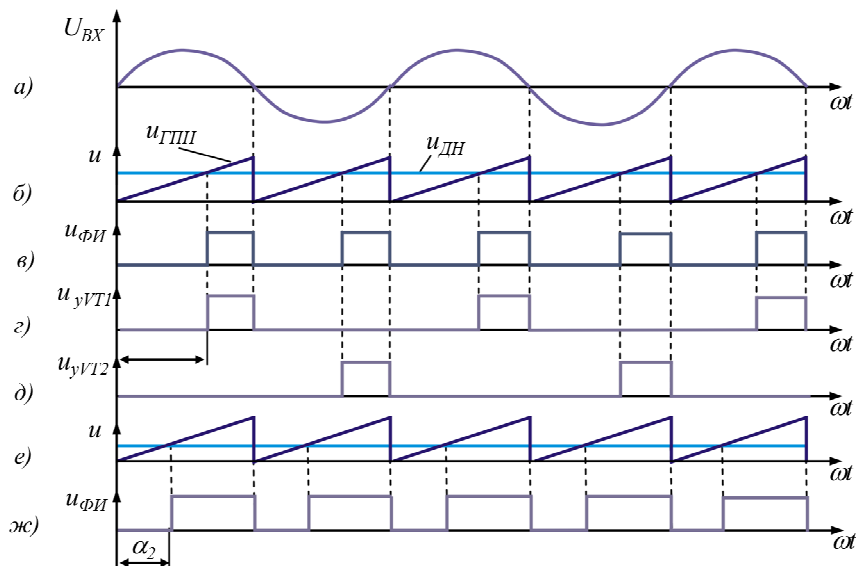 U_ВХ
а)
ωt
u_ГПН
u_ДН
u
б)
ωt
u_ФИ
в)
ωt
u_уVT1
г)
ωt
u_уVT2
д)
ωt
u
е)
ωt
u_ФИ
ж)
ωt
α_2